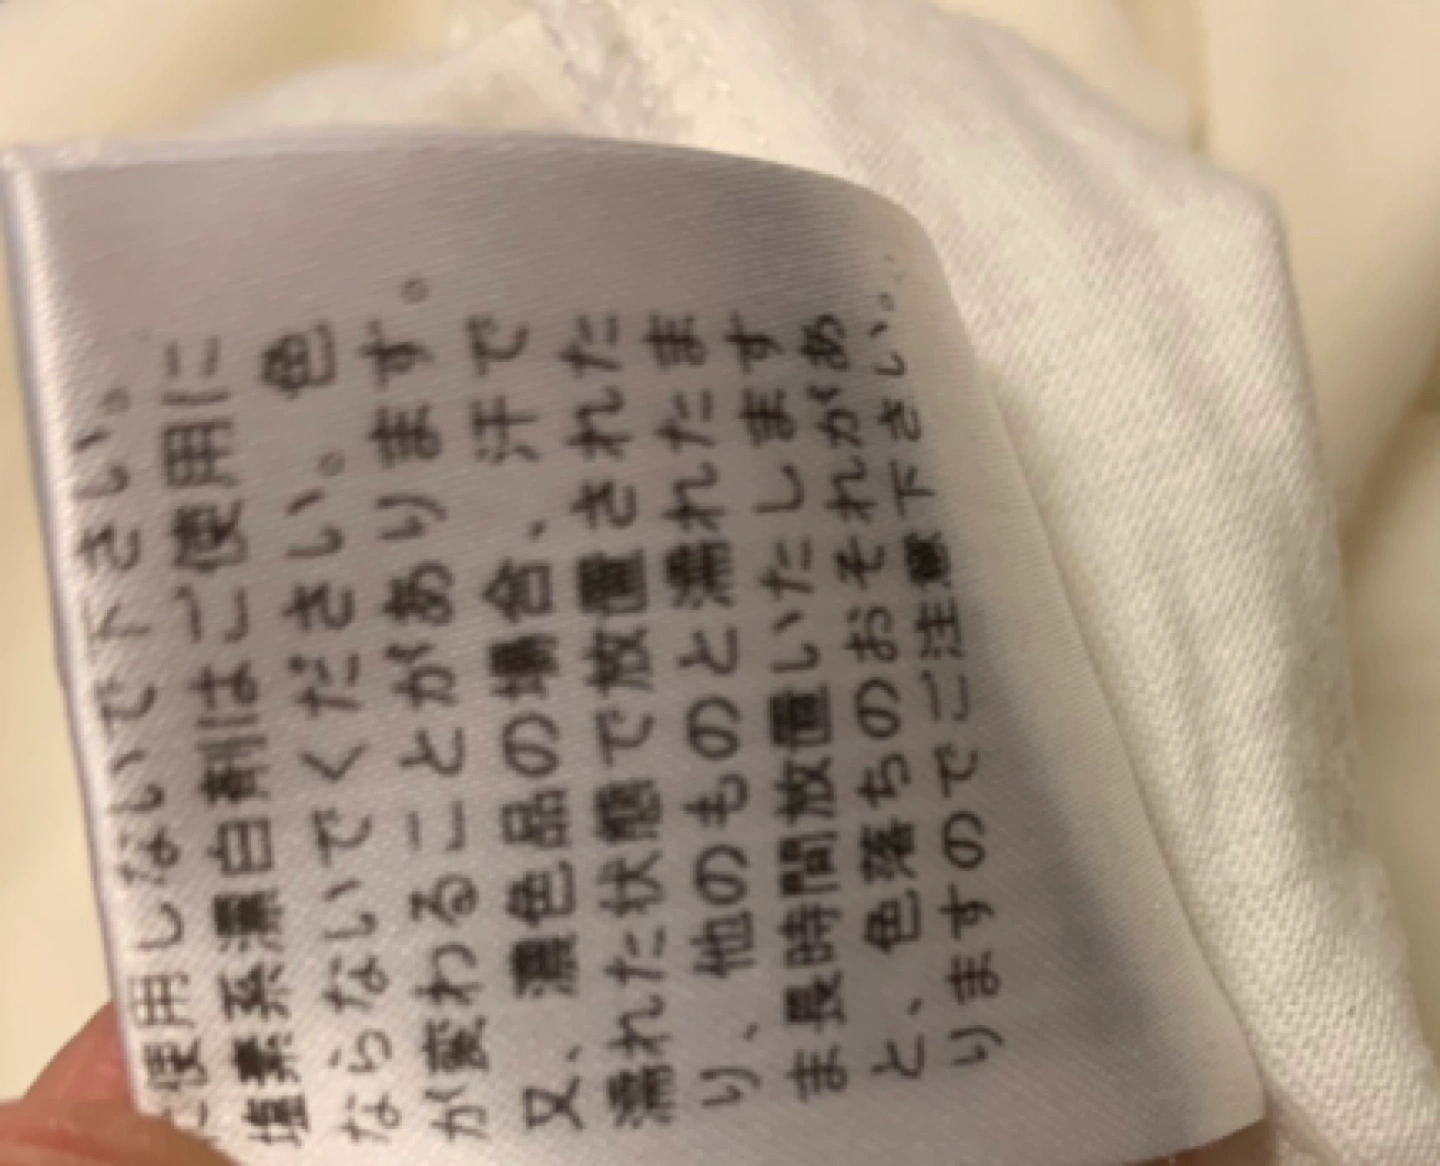 使用しないで下さい。
塩素系漂白剤はご使用に
ならないでください。 色
が変わることがあります。
又、濃色品の場合、汗で
濡れた状態で放置された
り、他のものと濡れたま
ま長時間放置いたします
と、色落ちのおそれがあ
りますのでご注意下さい。